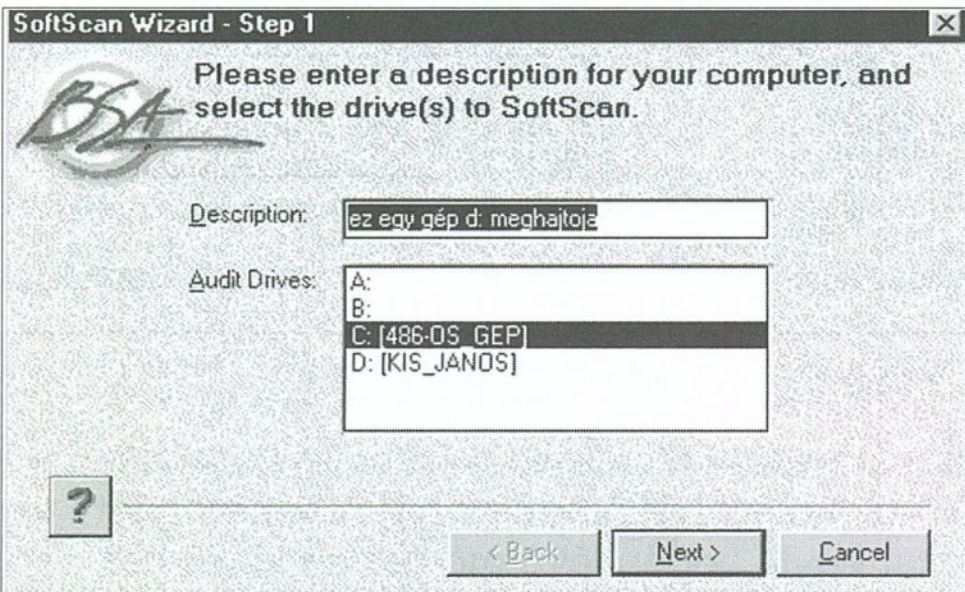 SoftScan Wizard - Step 1
BSA
Please enter a description for your computer, and
select the drive(s) to SoftScan.
Description: ez egy gép d: meghajtoja
Audit Drives: A:
B:
C: [486-OS_GEP]
D: [KIS_JANOS]
?
< Back Next > Cancel